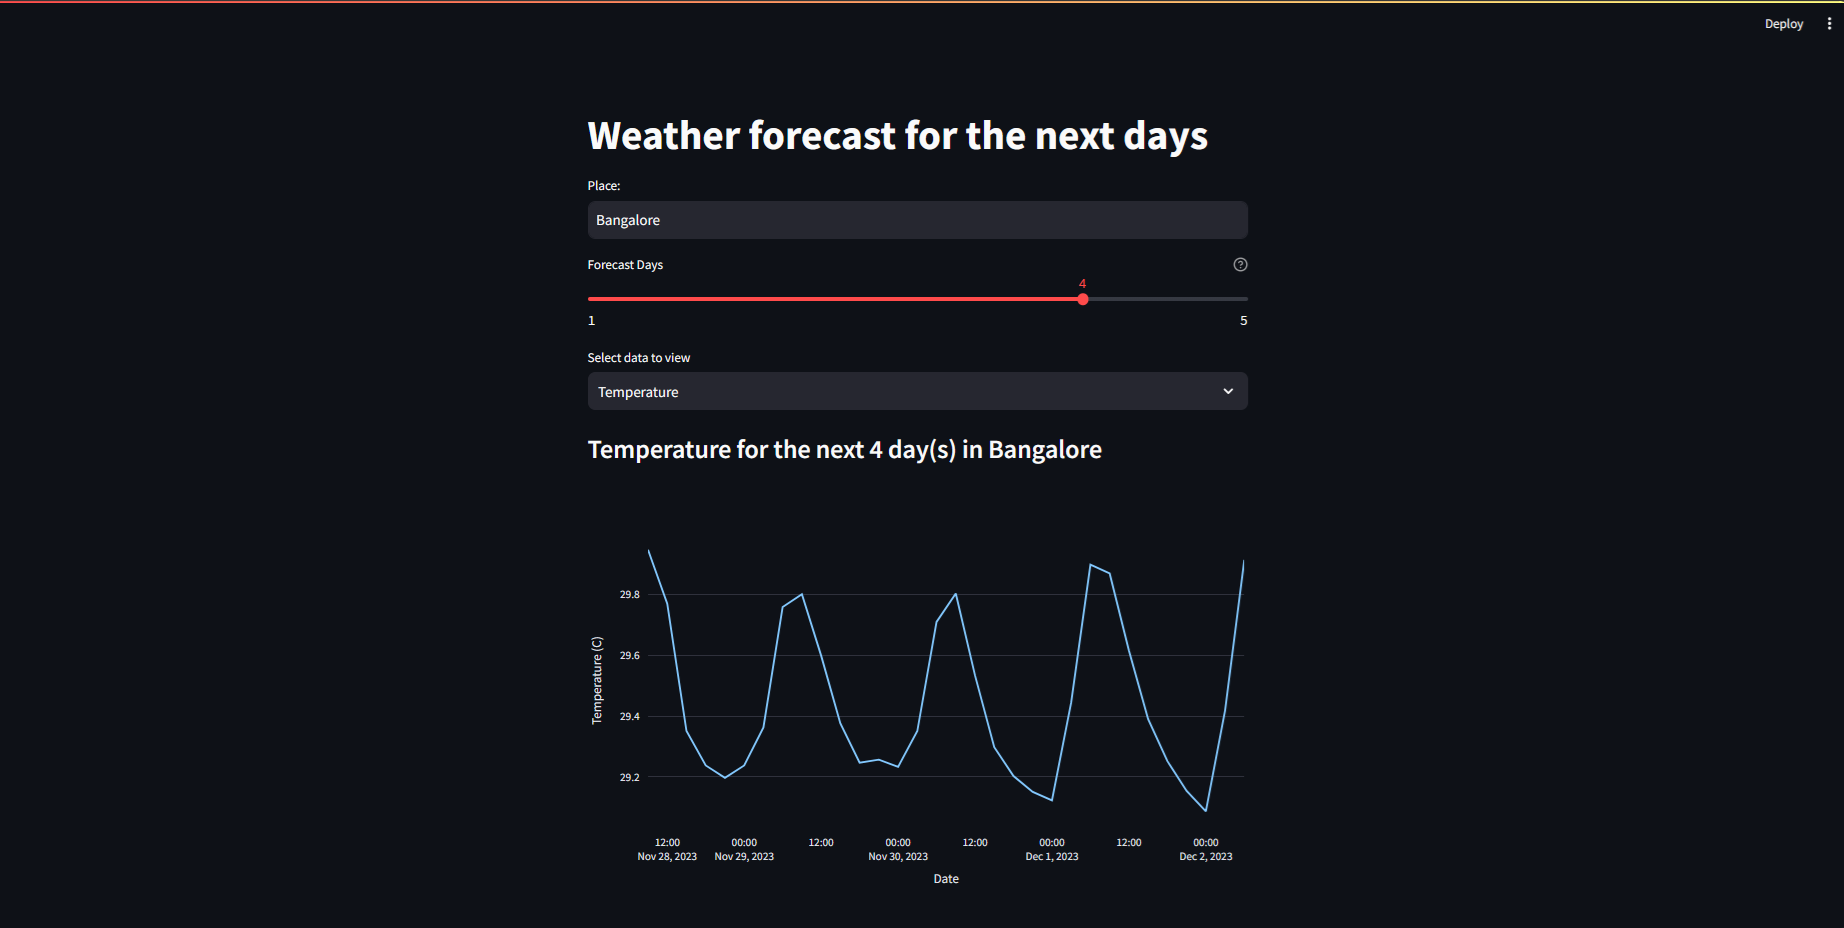 Deploy
Weather forecast for the next days
Place:
Bangalore
Forecast Days
4
1 5
Select data to view
Temperature
Temperature for the next 4 day(s) in Bangalore
29.8
29.6
29.4
29.2
Temperature (C)
12:00 00:00 12:00 00:00 12:00 00:00 12:00 00:00
Nov 28, 2023 Nov 29, 2023 Nov 30, 2023 Dec 1, 2023 Dec 2, 2023
Date